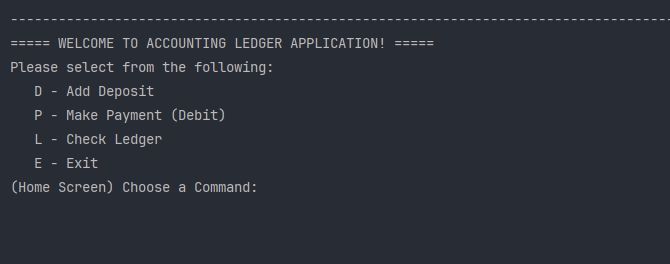 -----------------------------------------------------------------------------------
===== WELCOME TO ACCOUNTING LEDGER APPLICATION! =====
Please select from the following:
   D - Add Deposit
   P - Make Payment (Debit)
   L - Check Ledger
   E - Exit
(Home Screen) Choose a Command: